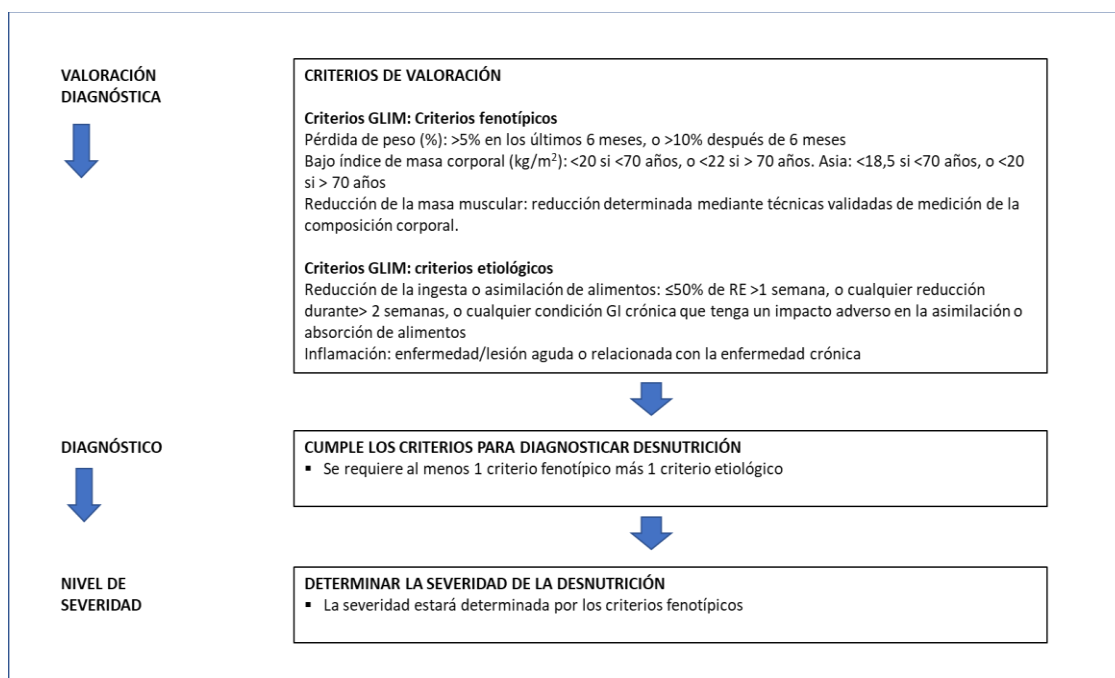 VALORACIÓN
DIAGNÓSTICA
CRITERIOS DE VALORACIÓN
Criterios GLIM: Criterios fenotípicos
Pérdida de peso (%): >5% en los últimos 6 meses, o >10% después de 6 meses
Bajo índice de masa corporal (kg/m²): <20 si <70 años, o <22 si > 70 años. Asia: <18,5 si <70 años, o <20
si > 70 años
Reducción de la masa muscular: reducción determinada mediante técnicas validadas de medición de la
composición corporal.
Criterios GLIM: criterios etiológicos
Reducción de la ingesta o asimilación de alimentos: ≤50% de RE >1 semana, o cualquier reducción
durante> 2 semanas, o cualquier condición GI crónica que tenga un impacto adverso en la asimilación o
absorción de alimentos
Inflamación: enfermedad/lesión aguda o relacionada con la enfermedad crónica
DIAGNÓSTICO
CUMPLE LOS CRITERIOS PARA DIAGNOSTICAR DESNUTRICIÓN
▪ Se requiere al menos 1 criterio fenotípico más 1 criterio etiológico
NIVEL DE
SEVERIDAD
DETERMINAR LA SEVERIDAD DE LA DESNUTRICIÓN
▪ La severidad estará determinada por los criterios fenotípicos